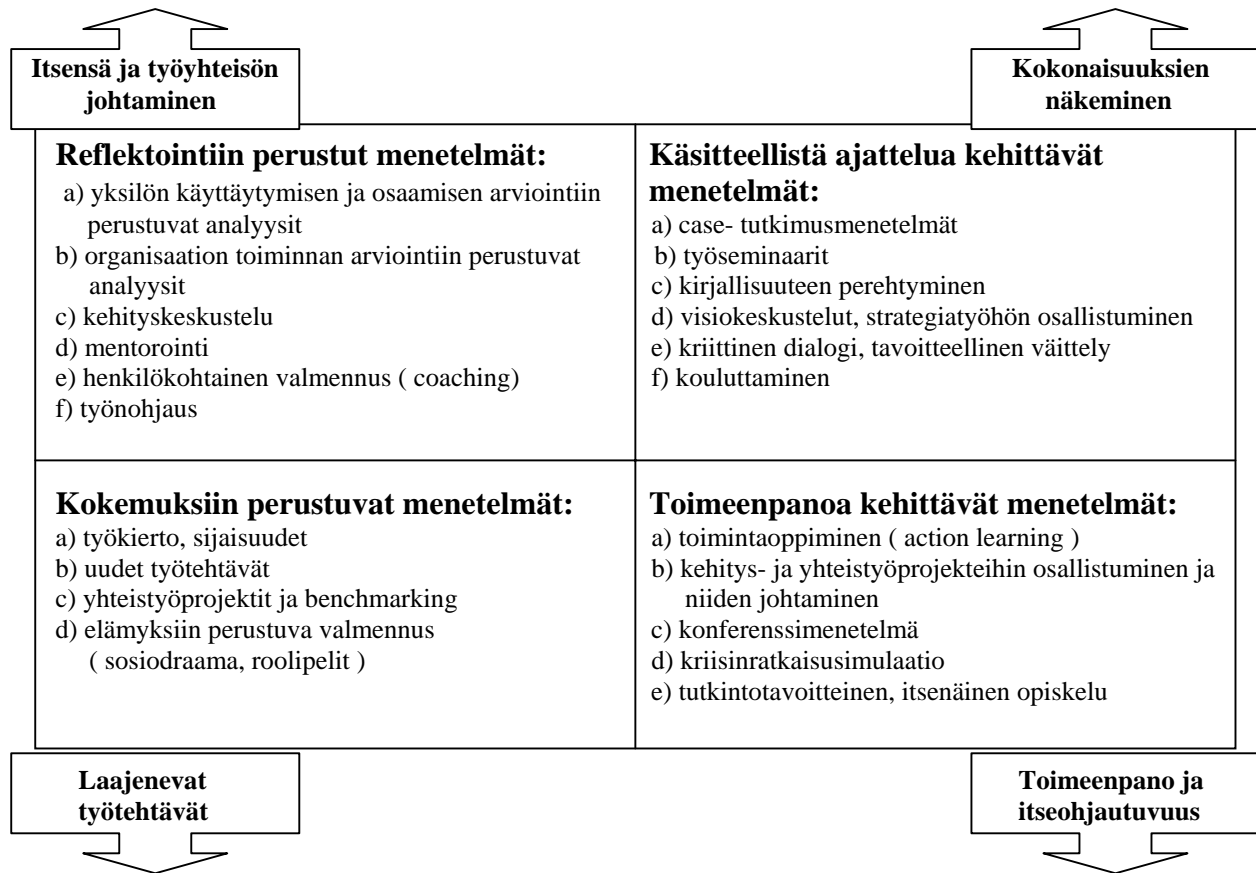 Itsensä ja työyhteisön
johtaminen
Kokonaisuuksien
näkeminen
Reflektointiin perustut menetelmät:
a) yksilön käyttäytymisen ja osaamisen arviointiin
perustuvat analyysit
b) organisaation toiminnan arviointiin perustuvat
analyysit
c) kehityskeskustelu
d) mentorointi
e) henkilökohtainen valmennus ( coaching)
f) työnohjaus
Käsitteellistä ajattelua kehittävät
menetelmät:
a) case- tutkimusmenetelmät
b) työseminaarit
c) kirjallisuuteen perehtyminen
d) visiokeskustelut, strategiatyöhön osallistuminen
e) kriittinen dialogi, tavoitteellinen väittely
f) kouluttaminen
Kokemuksiin perustuvat menetelmät:
a) työkierto, sijaisuudet
b) uudet työtehtävät
c) yhteistyöprojektit ja benchmarking
d) elämyksiin perustuva valmennus
( sosiodraama, roolipelit )
Toimeenpanoa kehittävät menetelmät:
a) toimintaoppiminen ( action learning )
b) kehitys- ja yhteistyöprojekteihin osallistuminen ja
niiden johtaminen
c) konferenssimenetelmä
d) kriisinratkaisusimulaatio
e) tutkintotavoitteinen, itsenäinen opiskelu
Laajenevat
työtehtävät
Toimeenpano ja
itseohjautuvuus